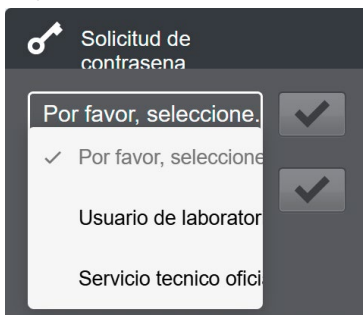 Solicitud de
contrasena
Por favor, seleccione.
Por favor, seleccione
Usuario de laborator
Servicio tecnico ofici